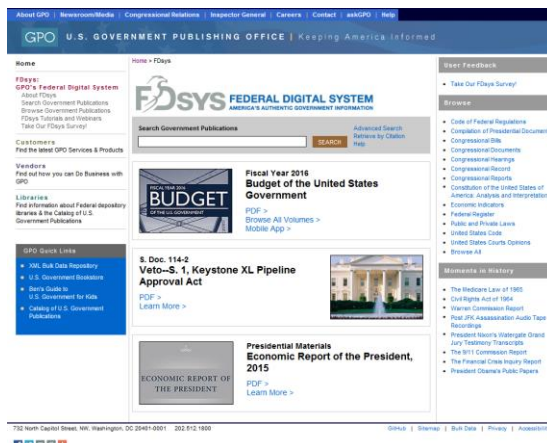 About GPO | Newsroom/Media | Congressional Relations | Inspector General | Careers | Contact | askGPO | Help
GPO U.S. GOVERNMENT PUBLISHING OFFICE | Keeping America Informed
Home
FDsys:
GPO's Federal Digital System
About FDsys
Search Government Publications
Browse Government Publications
FDsys Tutorials and Webinars
Take Our FDsys Survey!
Customers
Find the latest GPO Services & Products
Vendors
Find out how you can Do Business with
GPO
Libraries
Find information about Federal depository
libraries & the Catalog of U.S.
Government Publications
GPO Quick Links
XML Bulk Data Repository
U.S. Government Bookstore
Ben's Guide to
U.S. Government for Kids
Catalog of U.S. Government
Publications
Home > FDsys
FDSYS FEDERAL DIGITAL SYSTEM
AMERICA'S AUTHENTIC GOVERNMENT INFORMATION
Search Government Publications
SEARCH
Advanced Search
Retrieve by Citation
Help
FISCAL YEAR 2016
BUDGET
OF THE U.S. GOVERNMENT
Fiscal Year 2016
Budget of the United States
Government
PDF >
Browse All Volumes >
Mobile App >
S. Doc. 114-2
Veto--S. 1, Keystone
XL Pipeline
Approval Act
PDF >
Learn More >
ECONOMIC REPORT OF
THE PRESIDENT
Presidential Materials
Economic Report of the President,
2015
PDF >
Learn More >
User Feedback
Take Our FDsys Survey!
Browse
Code of Federal Regulations
Compilation of Presidential Documen
Congressional Bills
Congressional Documents
Congressional Hearings
Congressional Record
Congressional Reports
Constitution of the United States of
America: Analysis and Interpretation
Economic Indicators
Federal Register
Public and Private Laws
United States Code
United States Courts Opinions
Browse All
Moments in History
The Medicare Law of 1965
Civil Rights Act of 1964
Warren Commission Report
Post JFK Assassination Audio Tape
Recordings
President Nixon's Watergate Grand
Jury Testimony Transcripts
The 9/11 Commission Report
The Financial Crisis Inquiry Report
President Obama's Public Papers
732 North Capitol Street, NW, Washington, DC 20401-0001 202.512.1800
GitHub | Sitemap | Bulk Data | Privacy | Accessibilit